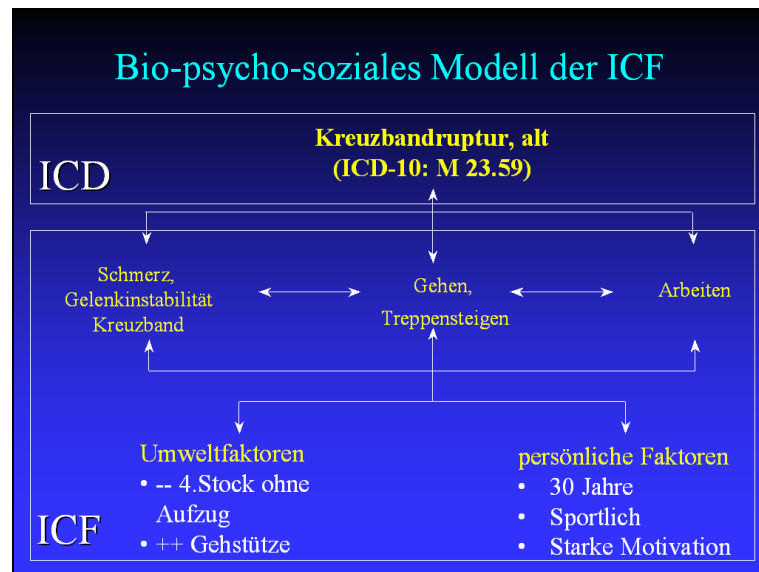 Bio-psycho-soziales Modell der ICF
ICD
Kreuzbandruptur, alt
(ICD-10: M 23.59)
Schmerz,
Gelenkinstabilität
Kreuzband
Gehen,
Treppensteigen
Arbeiten
Umweltfaktoren
• -- 4.Stock ohne
Aufzug
• ++ Gehstütze
persönliche Faktoren
• 30 Jahre
• Sportlich
• Starke Motivation
ICF